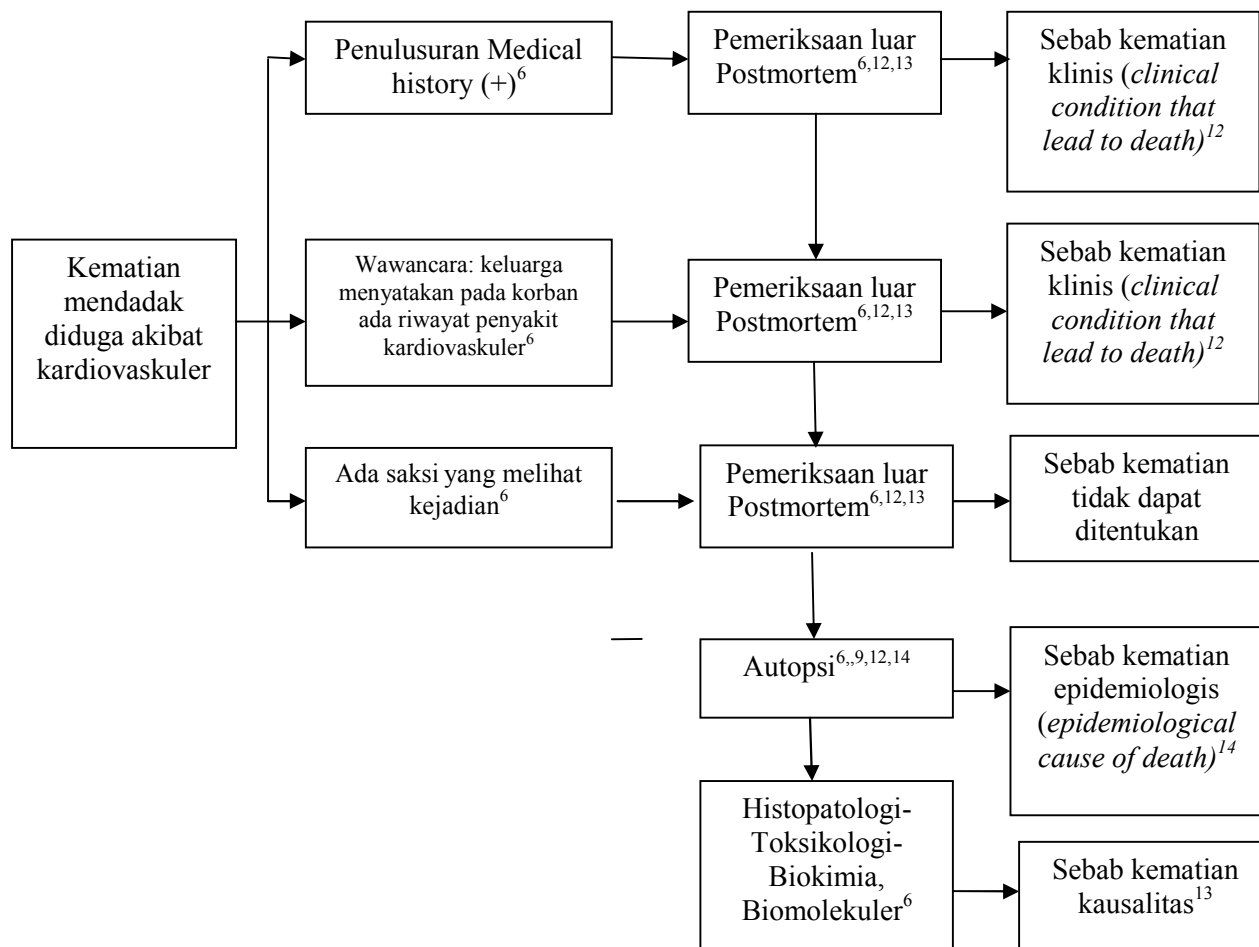 Penulusuran Medical
history (+)6
Pemeriksaan luar
Postmortem6,12,13
Sebab kematian
klinis (clinical
condition that
lead to death)12
Kematian
mendadak
diduga akibat
kardiovaskuler
Wawancara: keluarga
menyatakan pada korban
ada riwayat penyakit
kardiovaskuler6
Pemeriksaan luar
Postmortem6,12,13
Sebab kematian
klinis (clinical
condition that
lead to death)12
Ada saksi yang melihat
kejadian6
Pemeriksaan luar
Postmortem6,12,13
Sebab kematian
tidak dapat
ditentukan
Autopsi6,,9,12,14
Sebab kematian
epidemiologis
(epidemiological
cause of death)14
Histopatologi-
Toksikologi-
Biokimia,
Biomolekuler6
Sebab kematian
kausalitas13